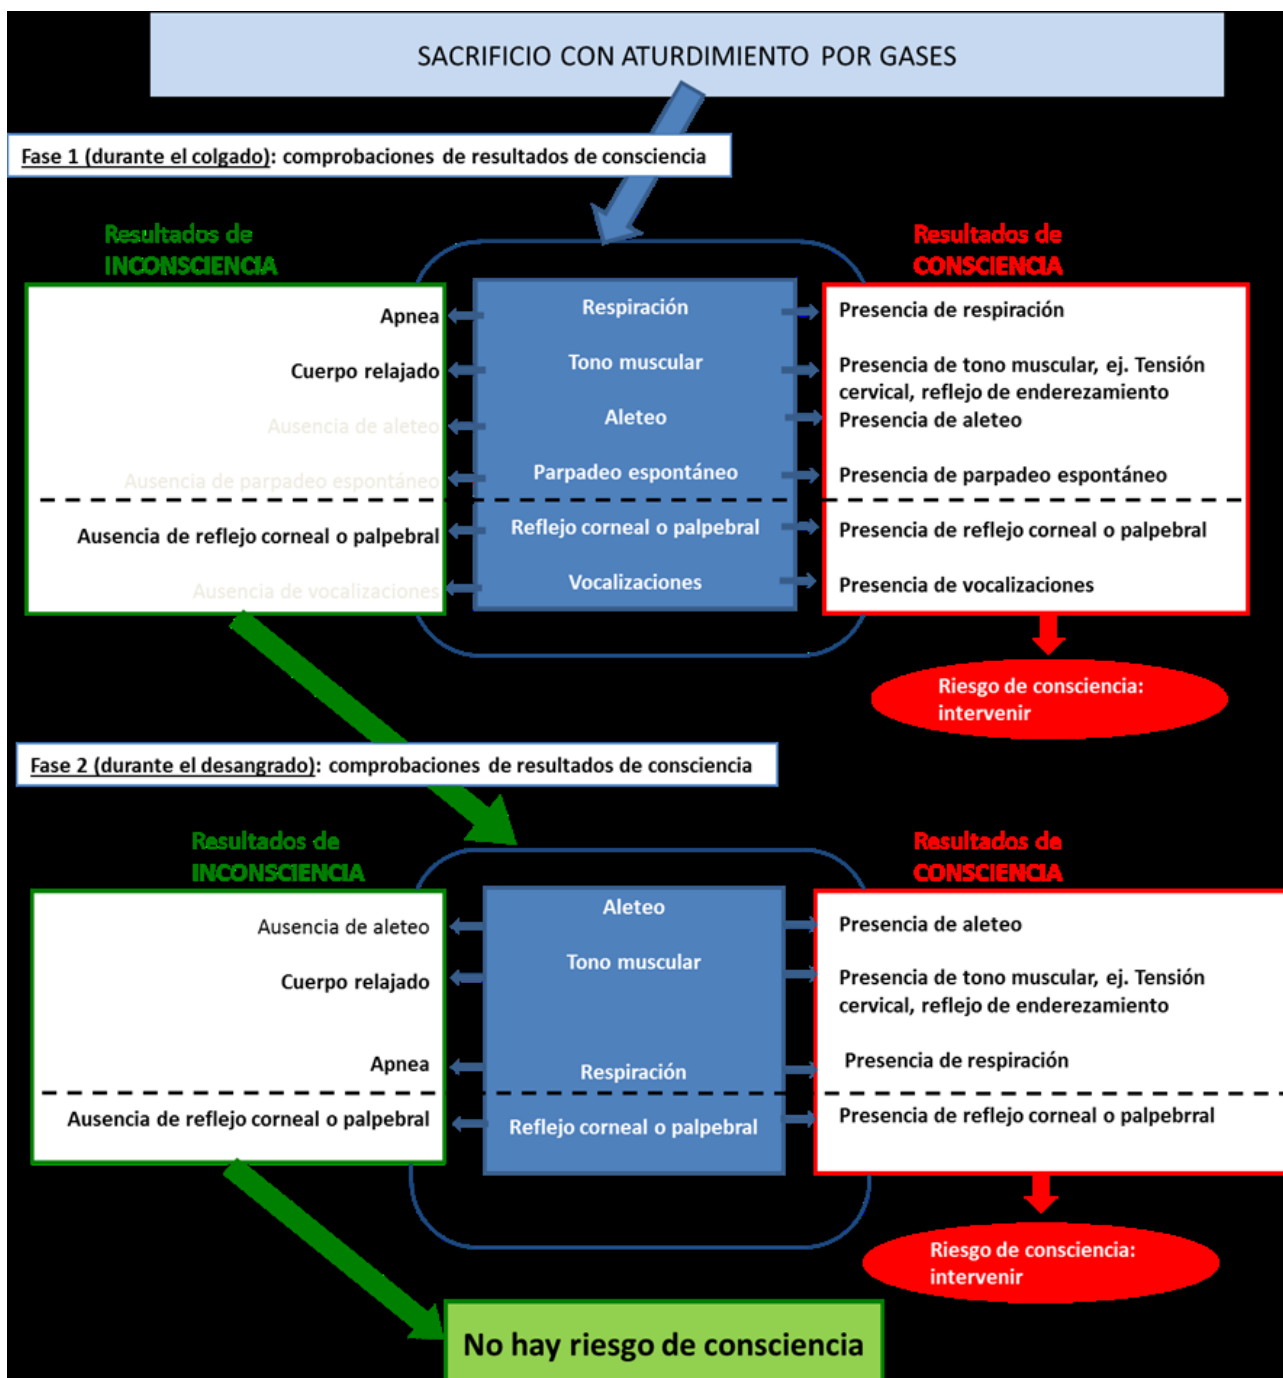 SACRIFICIO CON ATURDIMIENTO POR GASES
Fase 1 (durante el colgado): comprobaciones de resultados de consciencia
Resultados de
INCONSCIENCIA
Resultados de
CONSCIENCIA
Apnea
Respiración
Presencia de respiración
Cuerpo relajado
Tono muscular
Presencia de tono muscular, ej. Tensión
cervical, reflejo de enderezamiento
Ausencia de aleteo
Aleteo
Presencia de aleteo
Ausencia de parpadeo espontáneo
Parpadeo espontáneo
Presencia de parpadeo espontáneo
Ausencia de reflejo corneal o palpebral
Reflejo corneal o palpebral
Presencia de reflejo corneal o palpebral
Ausencia de vocalizaciones
Vocalizaciones
Presencia de vocalizaciones
Riesgo de consciencia:
intervenir
Fase 2 (durante el desangrado): comprobaciones de resultados de consciencia
Resultados de
INCONSCIENCIA
Resultados de
CONSCIENCIA
Ausencia de aleteo
Aleteo
Presencia de aleteo
Cuerpo relajado
Tono muscular
Presencia de tono muscular, ej. Tensión
cervical, reflejo de enderezamiento
Apnea
Respiración
Presencia de respiración
Ausencia de reflejo corneal o palpebral
Reflejo corneal o palpebral
Presencia de reflejo corneal o palpebrral
Riesgo de consciencia:
intervenir
No hay riesgo de consciencia